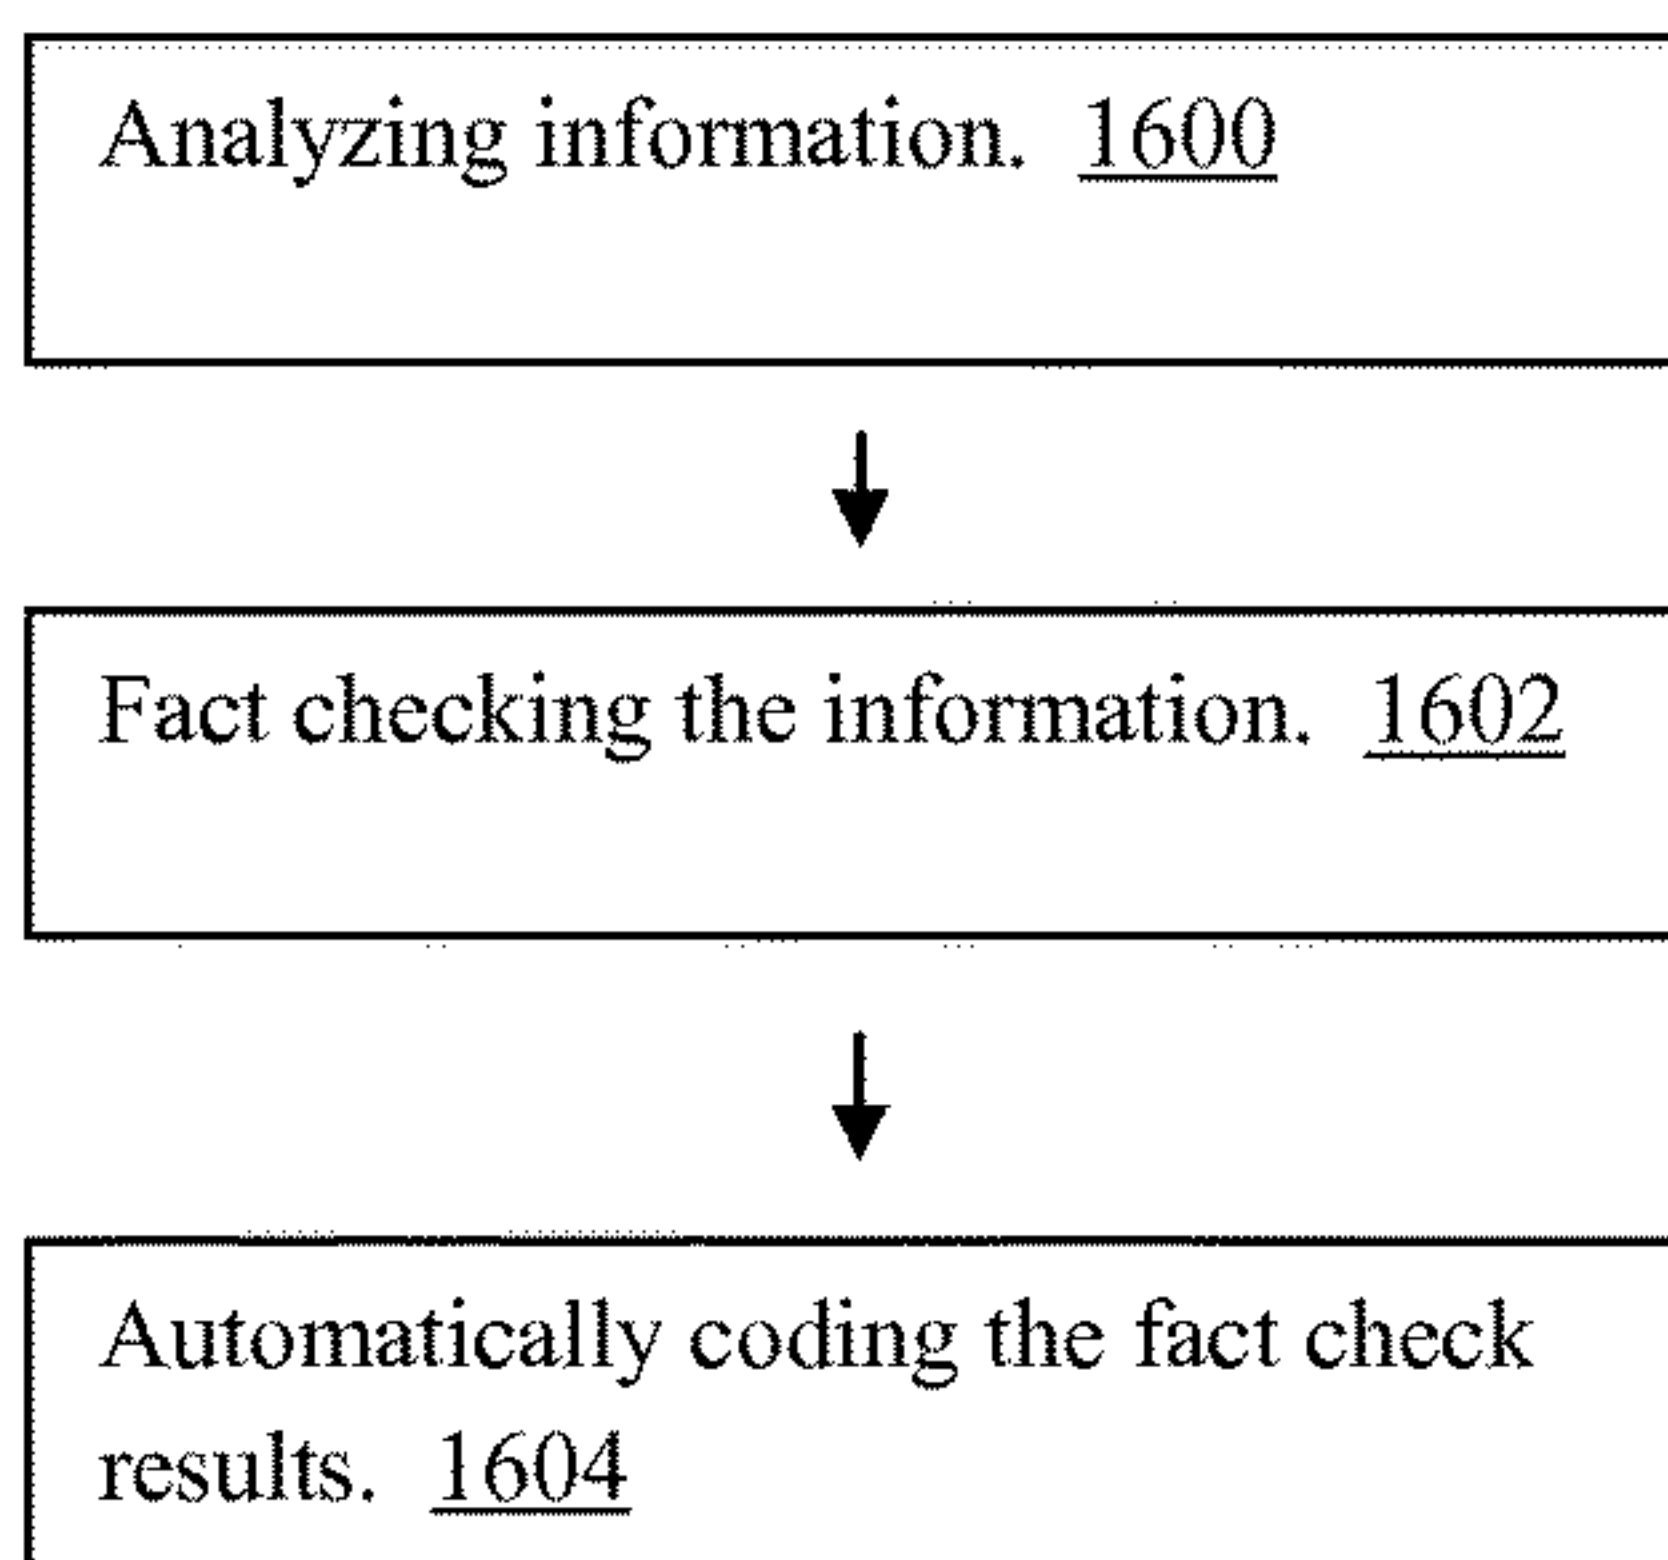 Analyzing information. 1600
Fact checking the information. 1602
Automatically coding the fact check
results. 1604